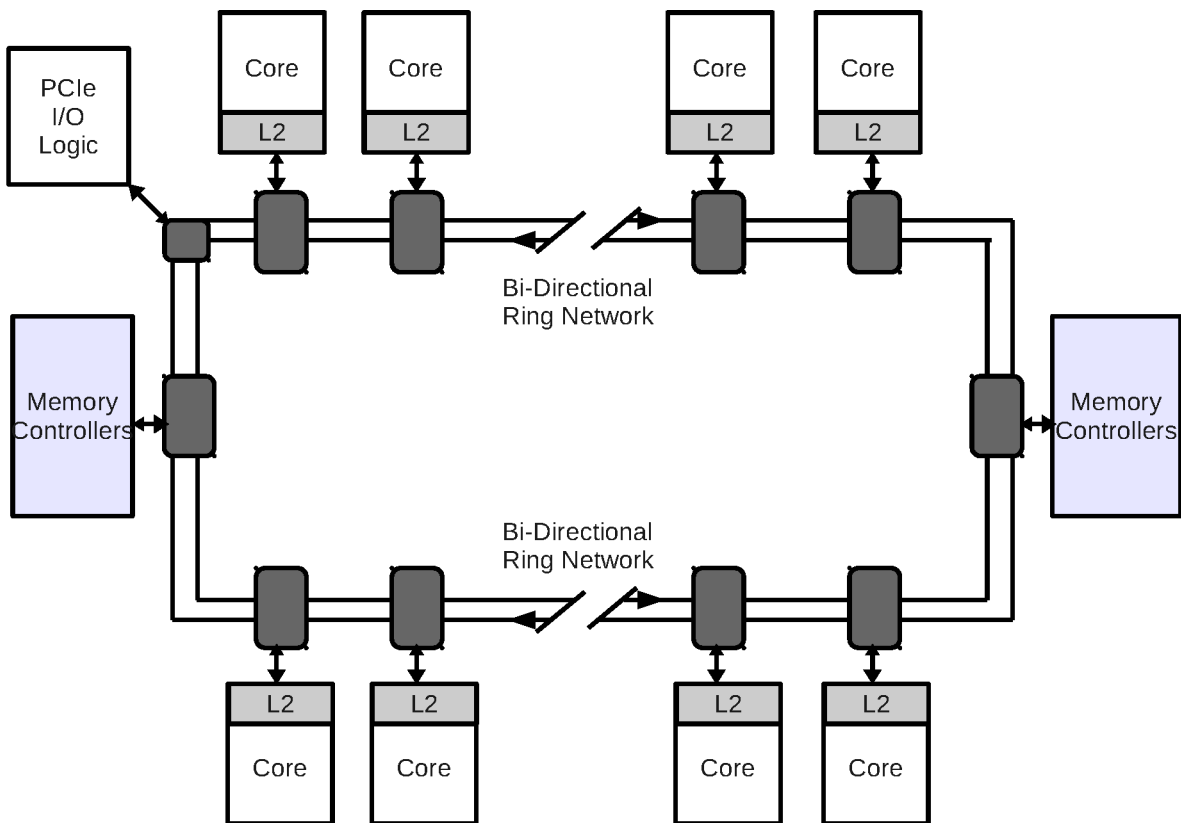 Core
Core
Core
Core
PCIe
I/O
Logic
L2
L2
L2
L2
Bi-Directional
Ring Network
Memory
Controllers
Memory
Controllers
Bi-Directional
Ring Network
L2
L2
L2
L2
Core
Core
Core
Core